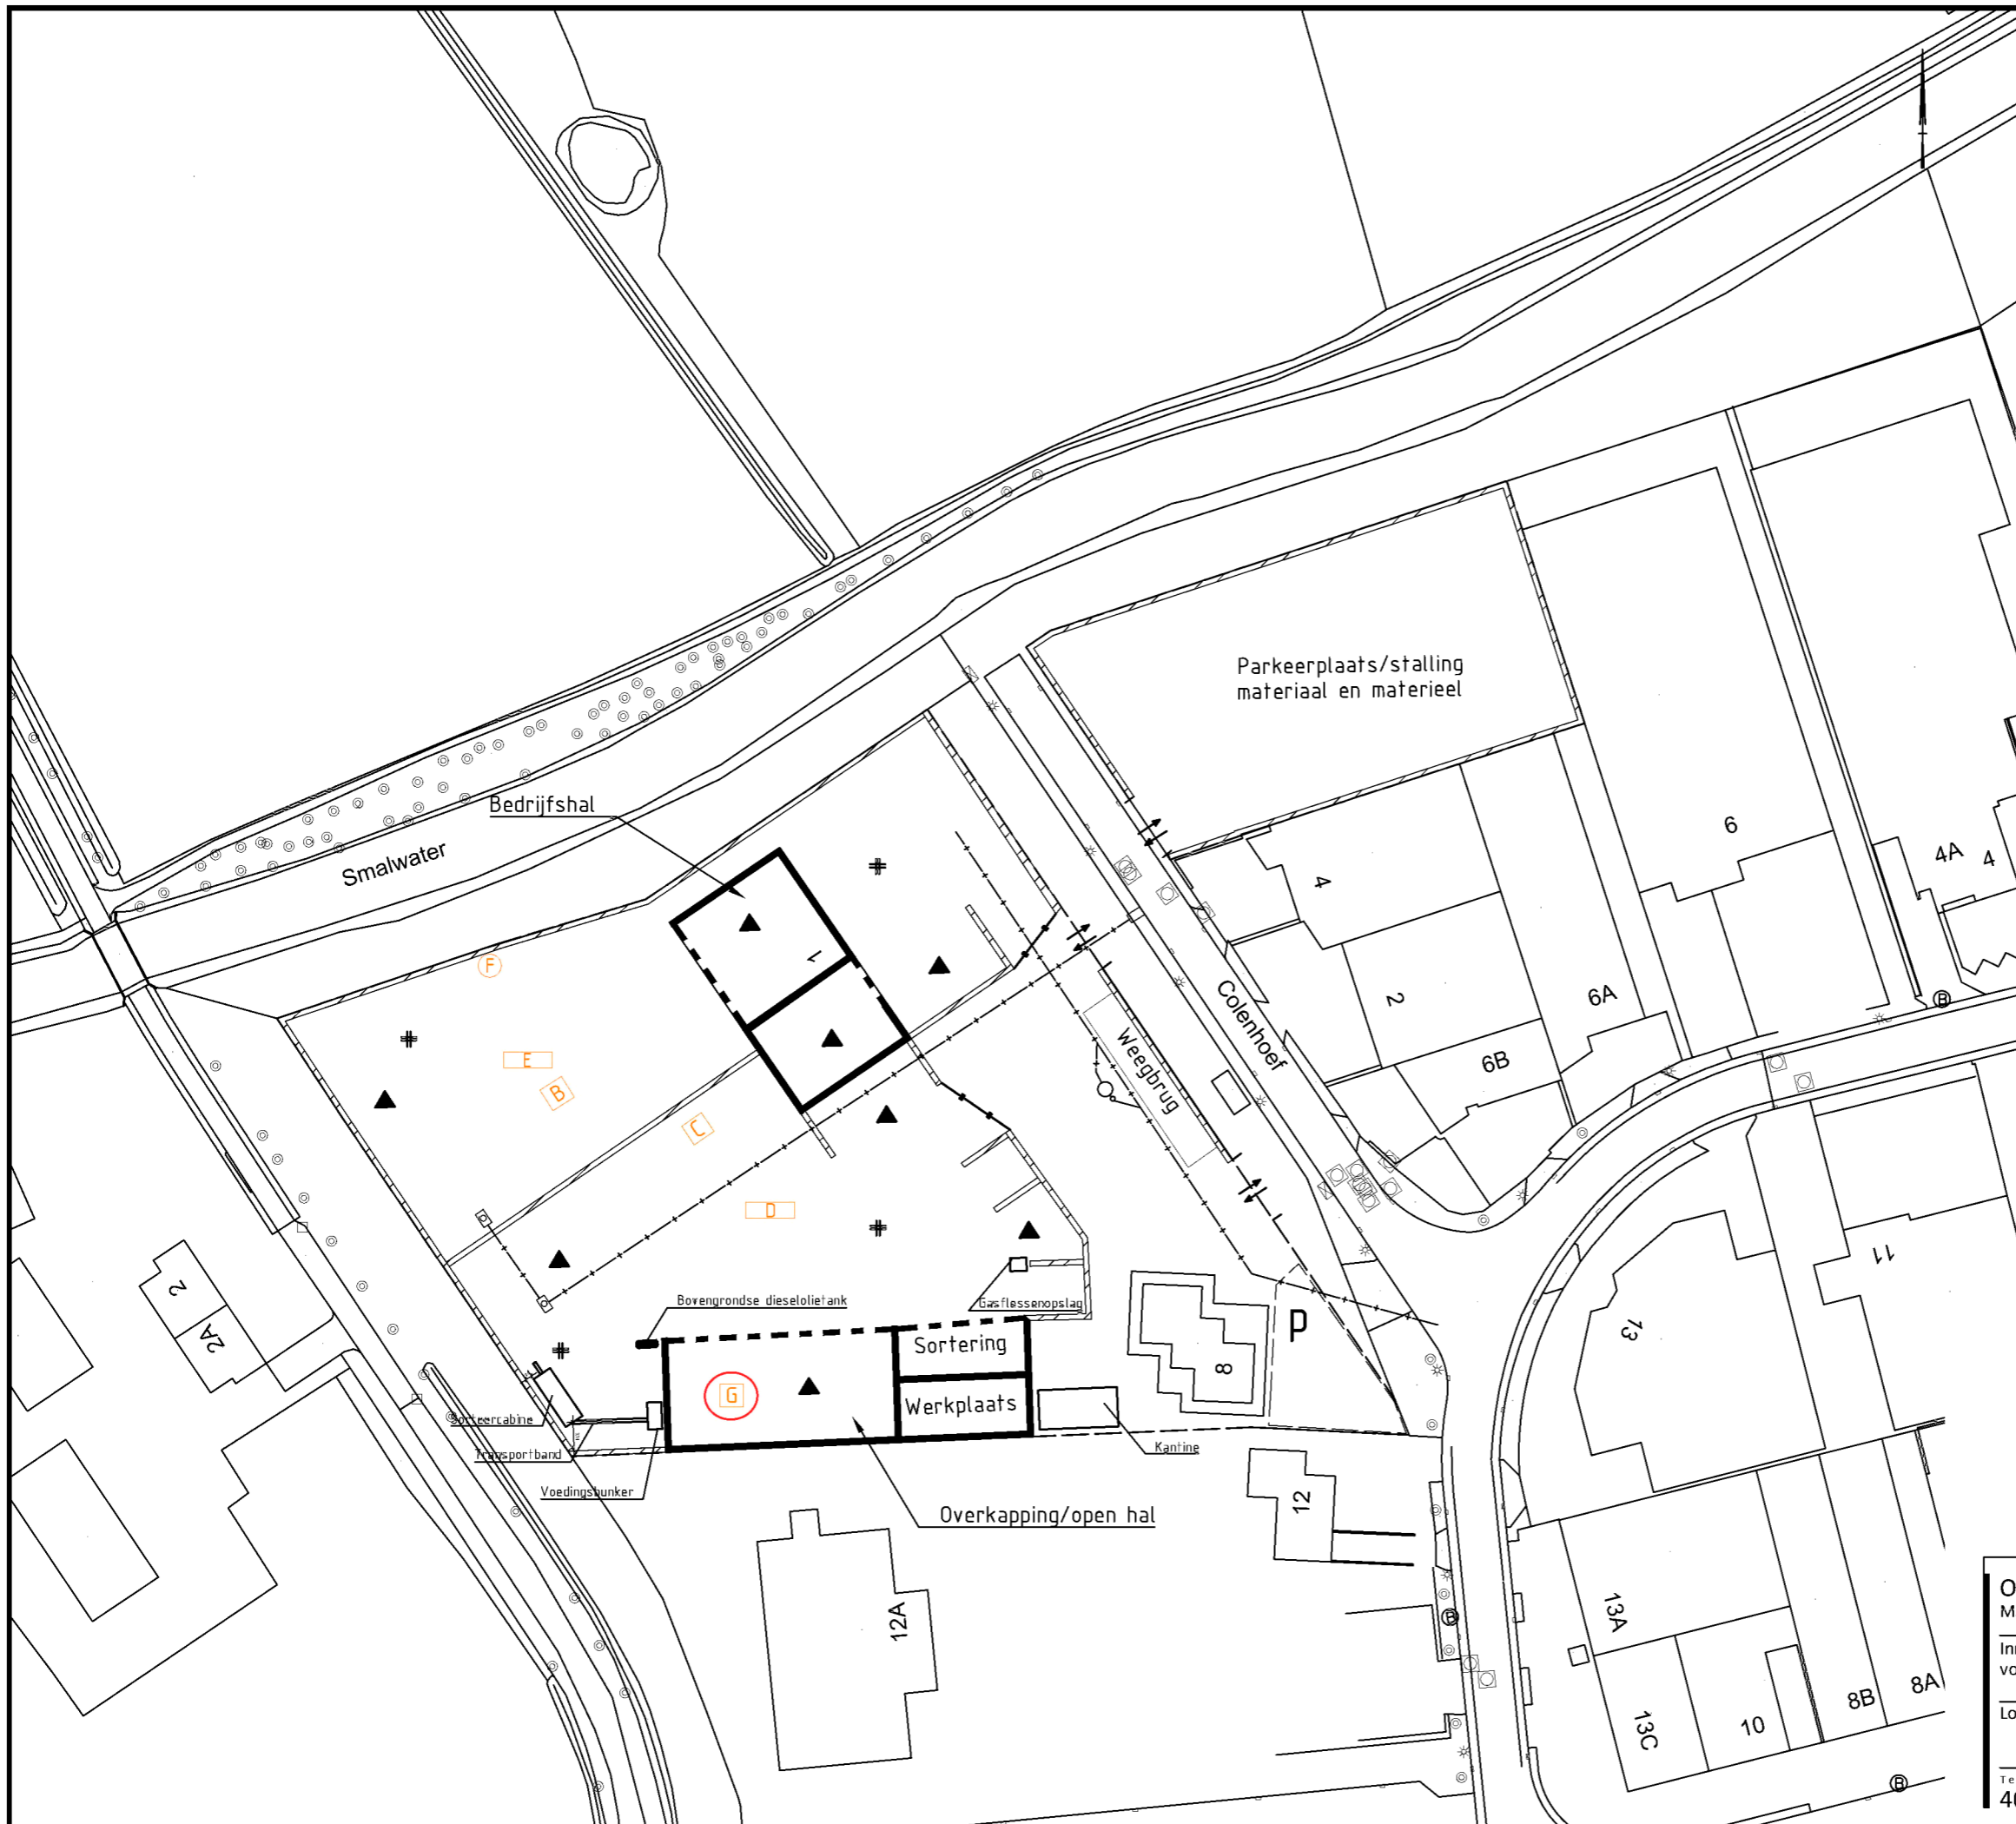 Parkeerplaats/stalling
materiaal en materieel
Bedrijfshal
Smalwater
6
4A
4
4
1
F
2
6A
Colenhoef
Weegbrug
6B
B
E
B
C
D
11
2
2A
Bovengrondse dieselolietank
Gasflessenopslag
P
13
Sortering
8
G
Werkplaats
Sorteercabine
Transportband
Kantine
Voedingsbunker
Overkapping/open hal
12
12A
13A
B
8B
8A
13C
10
B